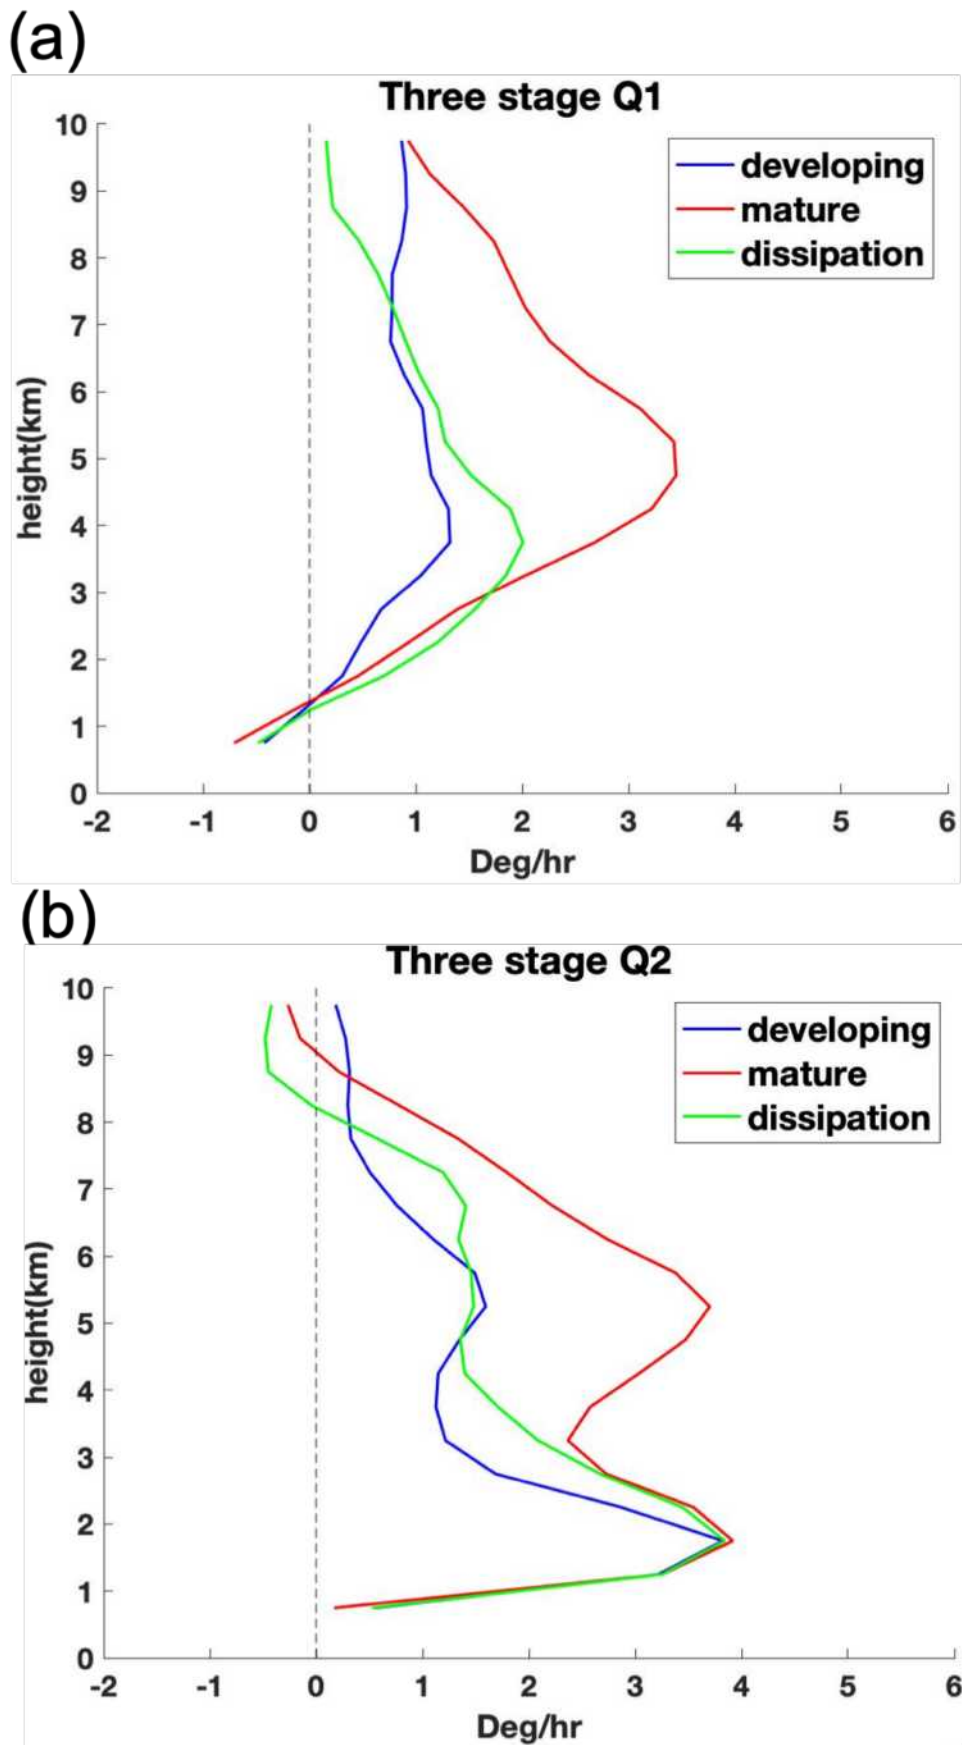 (a)
Three stage Q1
developing
mature
dissipation
10
9
8
7
6
5
4
3
2
1
0
height(km)
-2 -1 0 1 2 3 4 5 6
Deg/hr
(b)
Three stage Q2
developing
mature
dissipation
10
9
8
7
6
5
4
3
2
1
0
height(km)
-2 -1 0 1 2 3 4 5 6
Deg/hr